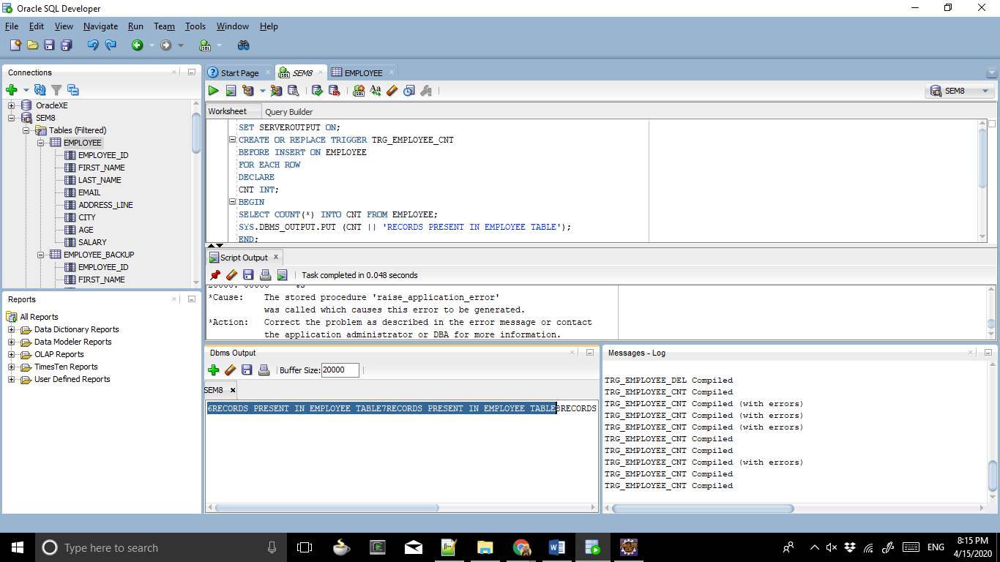 Oracle SQL Developer
File Edit View Navigate Run Team Tools Window Help
Connections
OracleXE
SEM8
Tables (Filtered)
EMPLOYEE
EMPLOYEE_ID
FIRST_NAME
LAST_NAME
EMAIL
ADDRESS_LINE
CITY
AGE
SALARY
EMPLOYEE_BACKUP
EMPLOYEE_ID
FIRST_NAME
Reports
All Reports
Data Dictionary Reports
Data Modeler Reports
OLAP Reports
TimesTen Reports
User Defined Reports
Start Page SEM8 EMPLOYEE
SEM8
Worksheet Query Builder
SET SERVEROUTPUT ON;
CREATE OR REPLACE TRIGGER TRG_EMPLOYEE_CNT
BEFORE INSERT ON EMPLOYEE
FOR EACH ROW
DECLARE
CNT INT;
BEGIN
SELECT COUNT(*) INTO CNT FROM EMPLOYEE;
SYS.DBMS_OUTPUT.PUT (CNT || 'RECORDS PRESENT IN EMPLOYEE TABLE');
END;
Script Output x
Task completed in 0.048 seconds
20000. 00000 - "%s"
*Cause: The stored procedure 'raise_application_error'
was called which causes this error to be generated.
*Action: Correct the problem as described in the error message or contact
the application administrator or DBA for more information.
Dbms Output
Buffer Size: 20000
SEM8
6RECORDS PRESENT IN EMPLOYEE TABLE7RECORDS PRESENT IN EMPLOYEE TABLE8RECORDS
Messages - Log
TRG_EMPLOYEE_DEL Compiled
TRG_EMPLOYEE_CNT Compiled
TRG_EMPLOYEE_CNT Compiled (with errors)
TRG_EMPLOYEE_CNT Compiled (with errors)
TRG_EMPLOYEE_CNT Compiled (with errors)
TRG_EMPLOYEE_CNT Compiled
TRG_EMPLOYEE_CNT Compiled
TRG_EMPLOYEE_CNT Compiled (with errors)
TRG_EMPLOYEE_CNT Compiled
TRG_EMPLOYEE_CNT Compiled
Type here to search
ENG
8:15 PM
4/15/2020